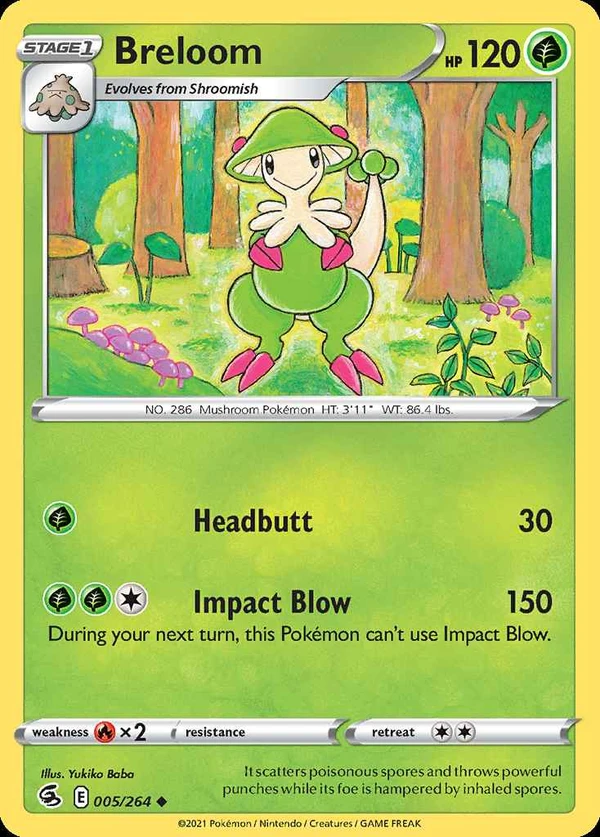 STAGE1
Breloom
HP 120
Evolves from Shroomish
NO. 286 Mushroom Pokémon HT: 3'11" WT: 86.4 lbs.
Headbutt 30
Impact Blow 150
During your next turn, this Pokémon can't use Impact Blow.
weakness ×2 resistance retreat
Illus. Yukiko Baba
It scatters poisonous spores and throws powerful
punches while its foe is hampered by inhaled spores.
E 005/264
©2021 Pokémon / Nintendo / Creatures / GAME FREAK